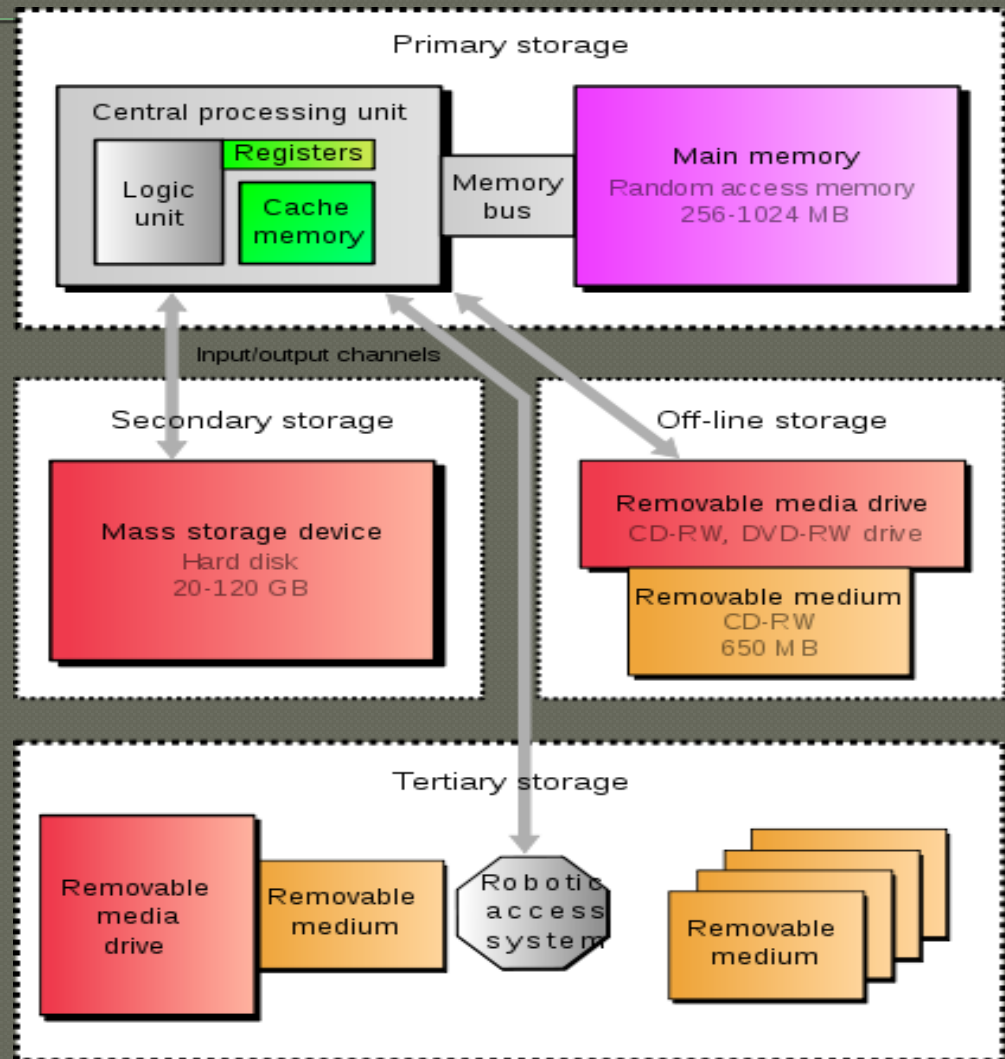 Primary storage
Central processing unit
Registers
Logic
unit
Cache
memory
Memory
bus
Main memory
Random access memory
256-1024 MB
Input/output channels
Secondary storage
Mass storage device
Hard disk
20-120 GB
Off-line storage
Removable media drive
CD-RW, DVD-RW drive
Removable medium
CD-RW
650 MB
Tertiary storage
Removable
media
drive
Removable
medium
Robotic
access
system
Removable
medium